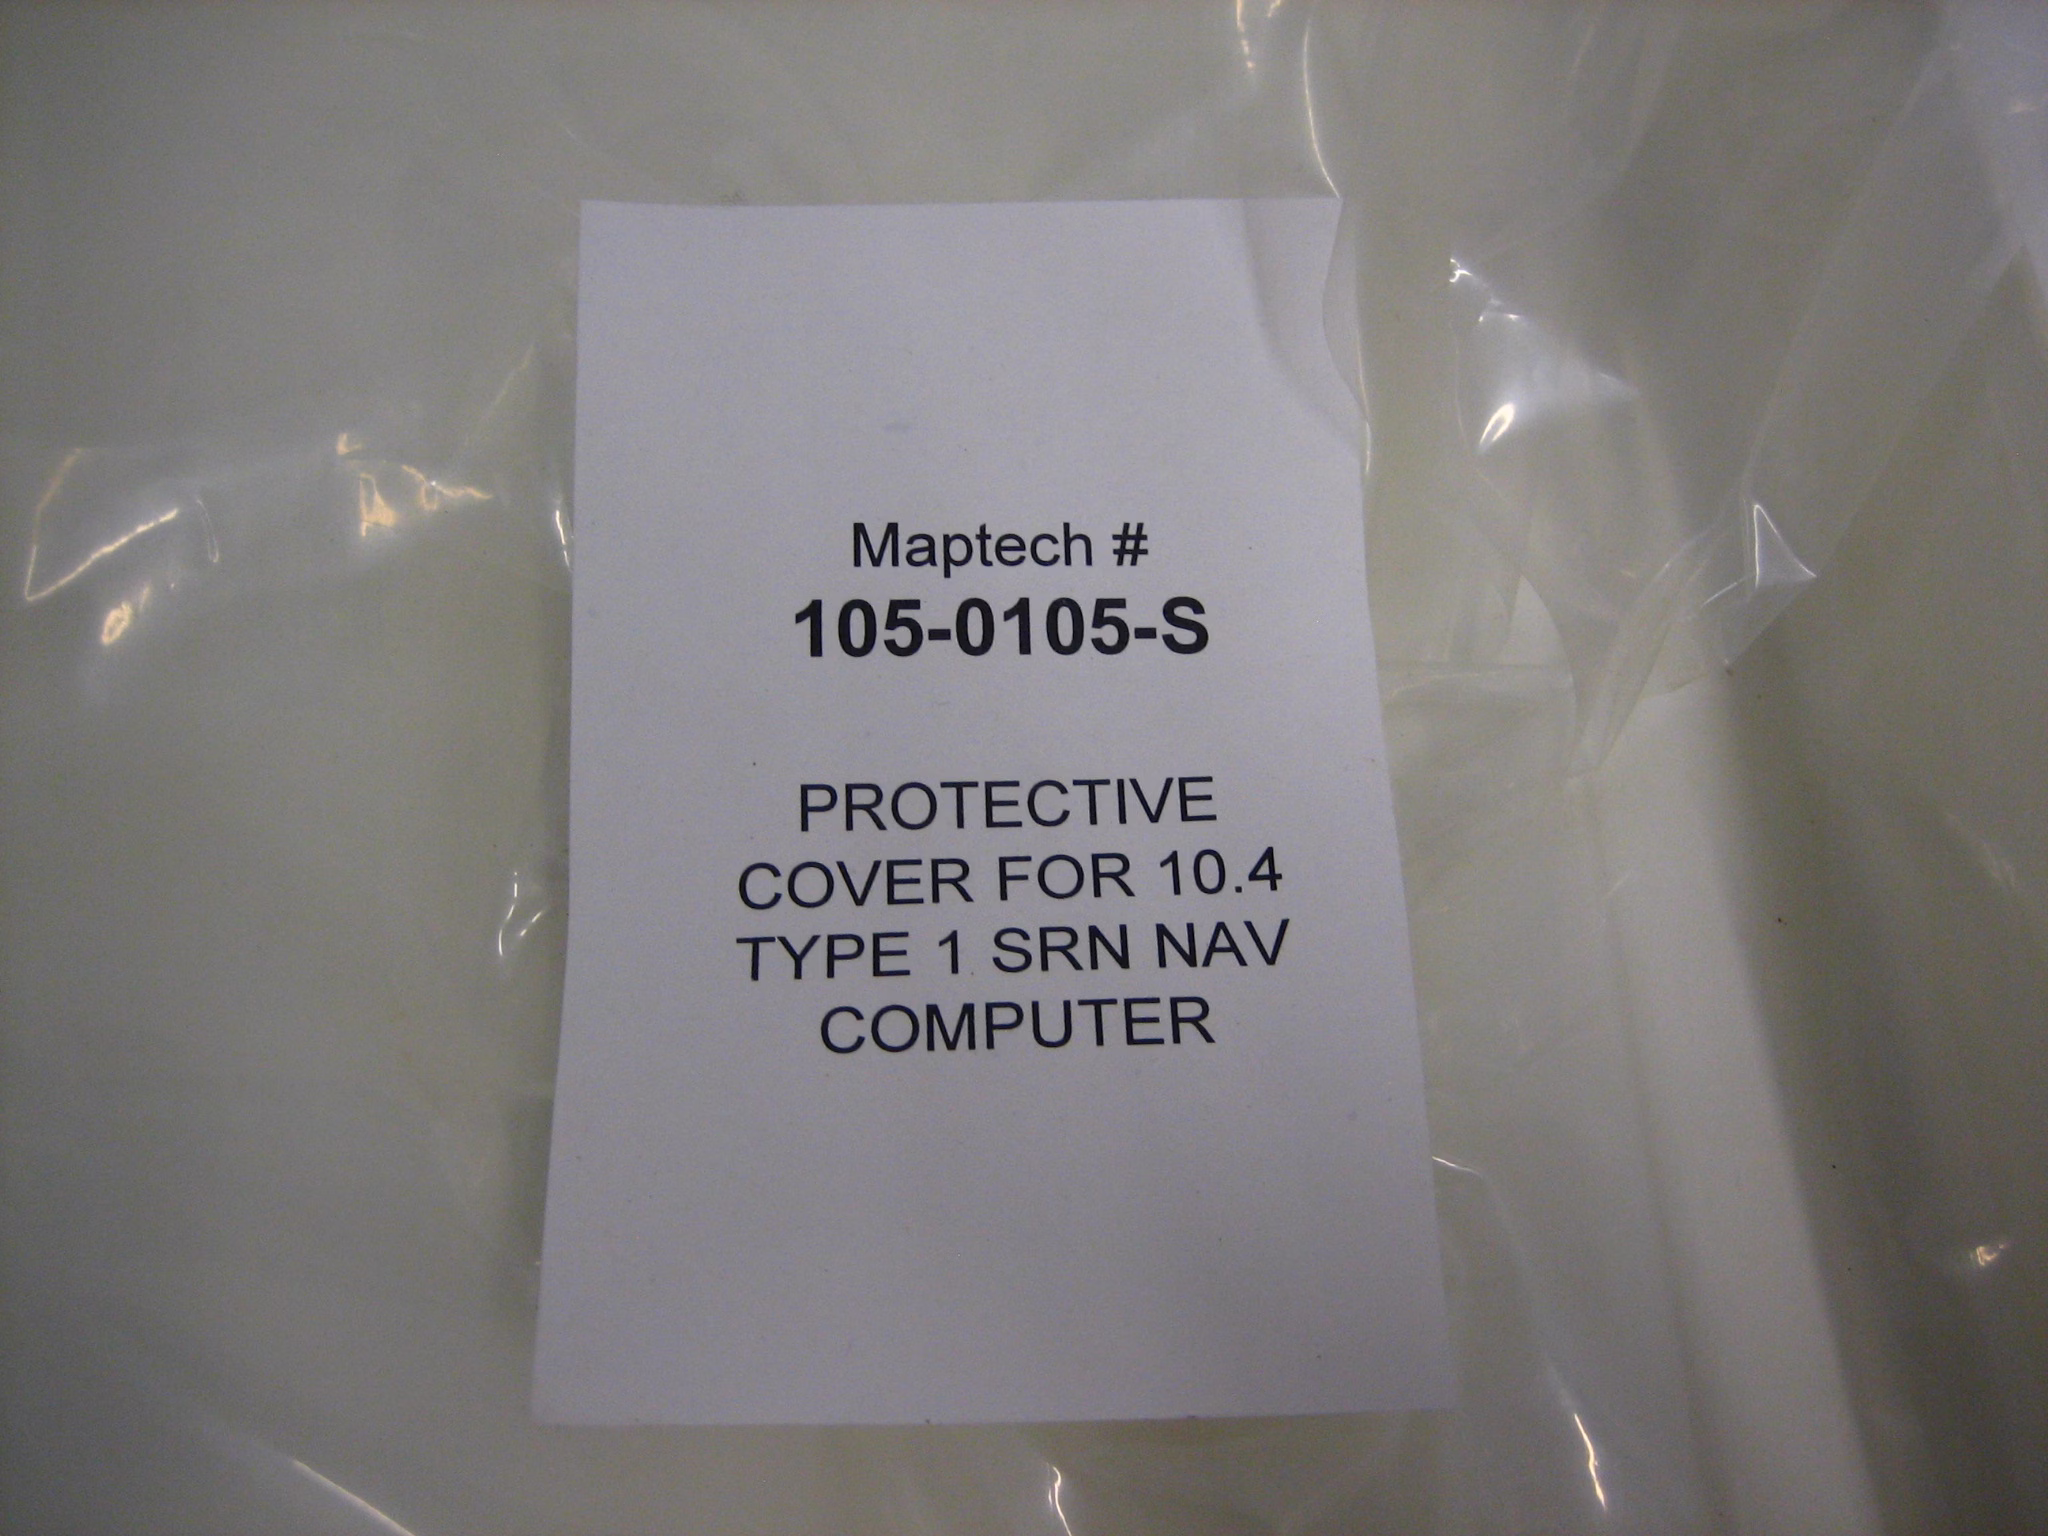 Maptech #
105-0105-S
PROTECTIVE
COVER FOR 10.4
TYPE 1 SRN NAV
COMPUTER